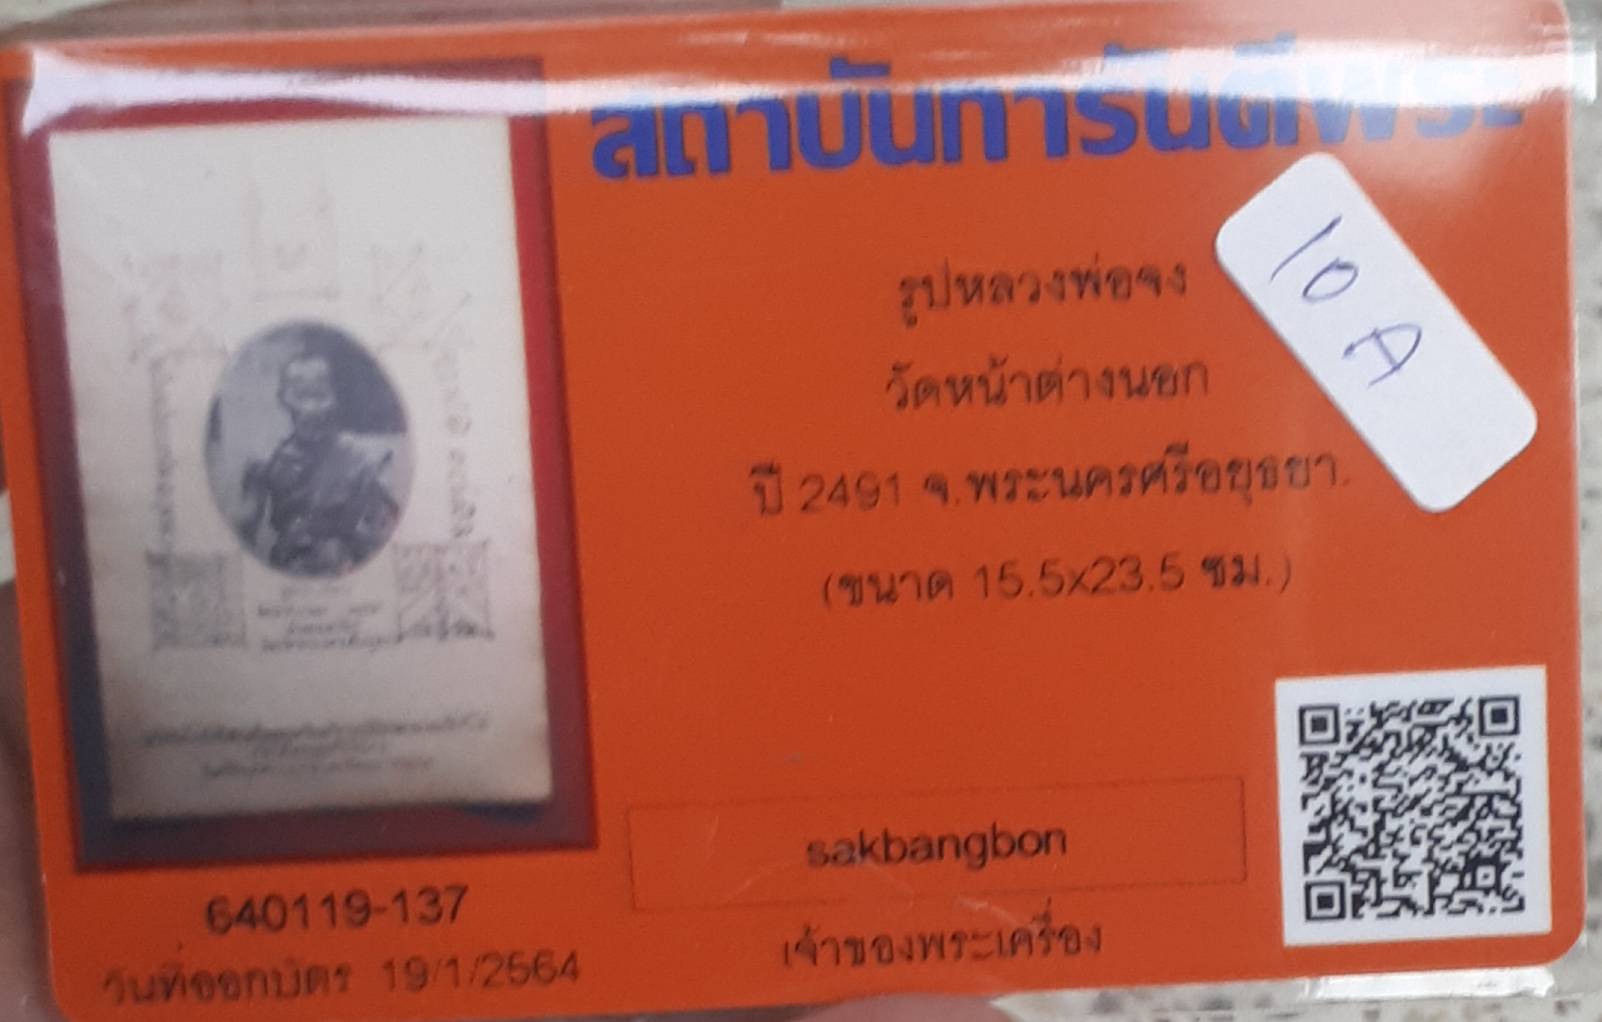 สถาบันการันตีพระ
10 A
รูปหลวงพ่อจง
วัดหน้าต่างนอก
ปี 2491 จ.พระนครศรีอยุธยา.
(ขนาด 15.5x23.5 ซม.)
sakbangbon
เจ้าของพระเครื่อง
640119-137
วันที่ออกบัตร 19/1/2564